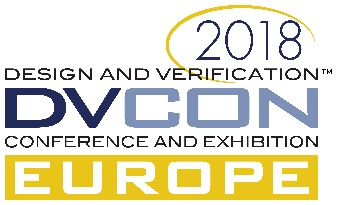 2018
DESIGN AND VERIFICATION™
DVCON
CONFERENCE AND EXHIBITION
EUROPE